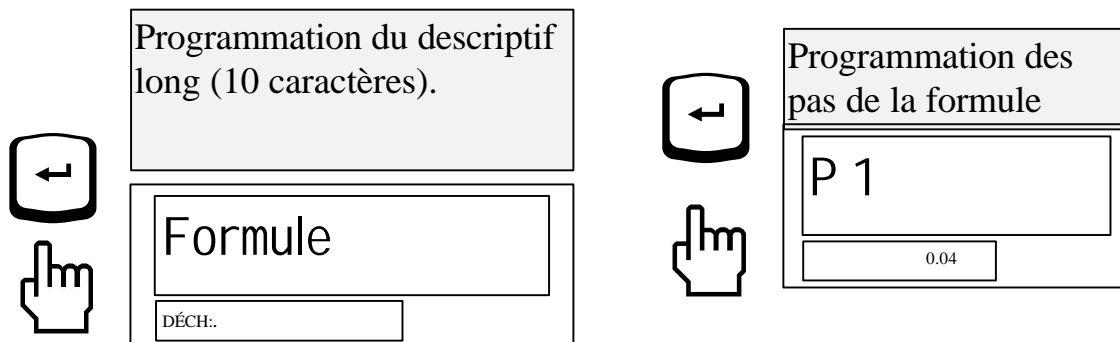 Programmation du descriptif
long (10 caractères).
Formule
DÉCH:.
Programmation des
pas de la formule
P 1
0.04